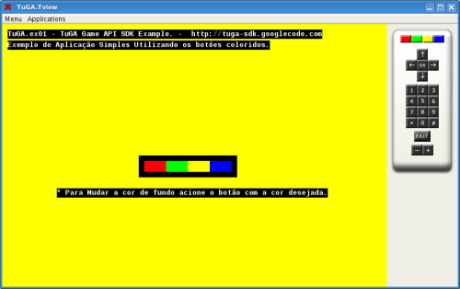 TuGA.Tview
Menu Applications
TuGA.ex01 - TuGA Game API SDK Example. - http://tuga-sdk.googlecode.com
Exemplo de Aplicação Simples Utilizando os botões coloridos.
OK
1 2 3
4 5 6
7 8 9
* 0 #
EXIT
- +
* Para Mudar a cor de fundo acione o botão com a cor desejada.